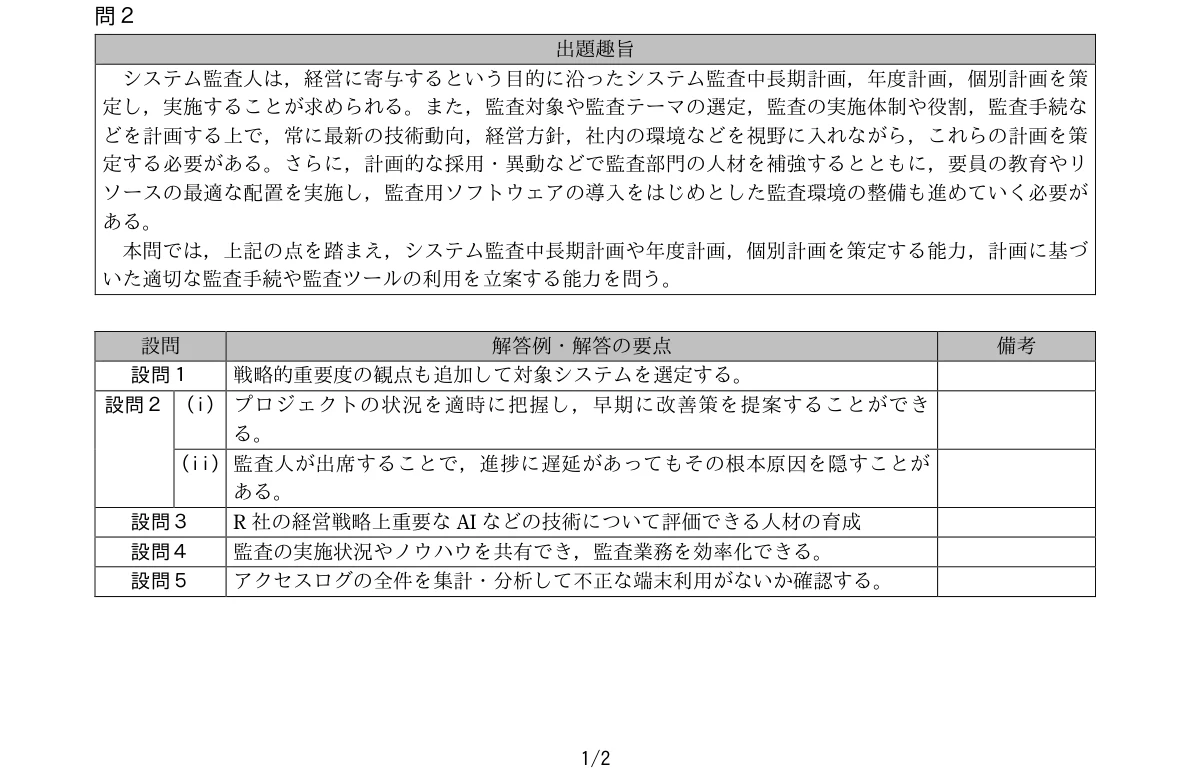 問２
出題趣旨
システム監査人は，経営に寄与するという目的に沿ったシステム監査中長期計画，年度計画，個別計画を策
定し，実施することが求められる。また，監査対象や監査テーマの選定，監査の実施体制や役割，監査手続な
どを計画する上で，常に最新の技術動向，経営方針，社内の環境などを視野に入れながら，これらの計画を策
定する必要がある。さらに，計画的な採用・異動などで監査部門の人材を補強するとともに，要員の教育やリ
ソースの最適な配置を実施し，監査用ソフトウェアの導入をはじめとした監査環境の整備も進めていく必要が
ある。
本問では，上記の点を踏まえ，システム監査中長期計画や年度計画，個別計画を策定する能力，計画に基づ
いた適切な監査手続や監査ツールの利用を立案する能力を問う。
設問 解答例・解答の要点 備考
設問１ 戦略的重要度の観点も追加して対象システムを選定する。
設問２ (ⅰ) プロジェクトの状況を適時に把握し，早期に改善策を提案することができ
る。
(ⅱ) 監査人が出席することで，進捗に遅延があってもその根本原因を隠すことが
ある。
設問３ R 社の経営戦略上重要な AI などの技術について評価できる人材の育成
設問４ 監査の実施状況やノウハウを共有でき，監査業務を効率化できる。
設問５ アクセスログの全件を集計・分析して不正な端末利用がないか確認する。
1/2